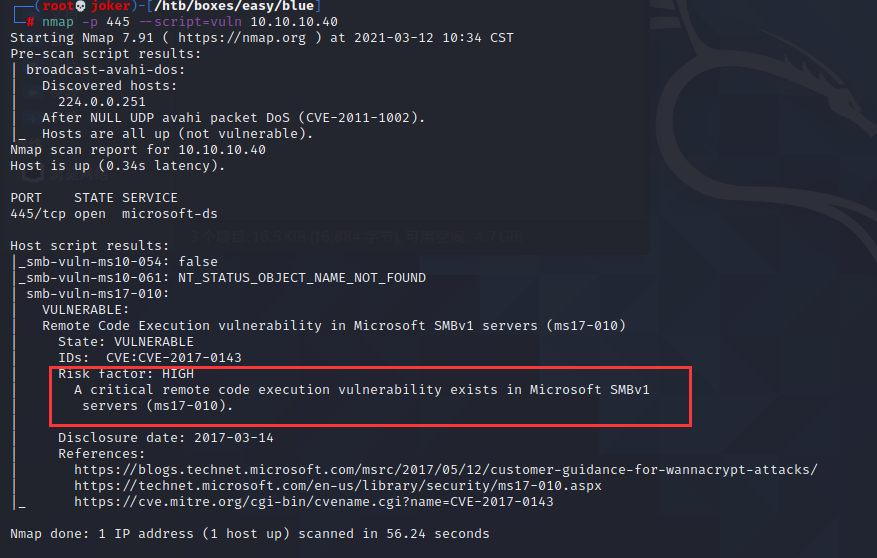 ┌──(root💀joker)-[/htb/boxes/easy/blue]
└─# nmap -p 445 --script=vuln 10.10.10.40
Starting Nmap 7.91 ( https://nmap.org ) at 2021-03-12 10:34 CST
Pre-scan script results:
| broadcast-avahi-dos:
|   Discovered hosts:
|     224.0.0.251
|   After NULL UDP avahi packet DoS (CVE-2011-1002).
|_  Hosts are all up (not vulnerable).
Nmap scan report for 10.10.10.40
Host is up (0.34s latency).

PORT    STATE SERVICE
445/tcp open  microsoft-ds

Host script results:
|_smb-vuln-ms10-054: false
|_smb-vuln-ms10-061: NT_STATUS_OBJECT_NAME_NOT_FOUND
| smb-vuln-ms17-010:
|   VULNERABLE:
|   Remote Code Execution vulnerability in Microsoft SMBv1 servers (ms17-010)
|     State: VULNERABLE
|     IDs:  CVE:CVE-2017-0143
|     Risk factor: HIGH
|       A critical remote code execution vulnerability exists in Microsoft SMBv1
|        servers (ms17-010).
|
|     Disclosure date: 2017-03-14
|     References:
|       https://blogs.technet.microsoft.com/msrc/2017/05/12/customer-guidance-for-wannacrypt-attacks/
|       https://technet.microsoft.com/en-us/library/security/ms17-010.aspx
|_      https://cve.mitre.org/cgi-bin/cvename.cgi?name=CVE-2017-0143

Nmap done: 1 IP address (1 host up) scanned in 56.24 seconds